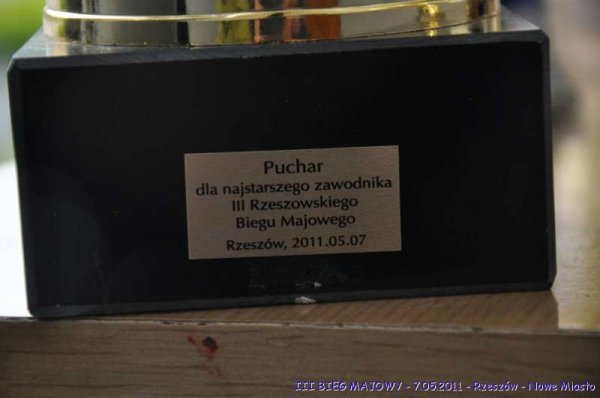 Puchar
dla najstarszego zawodnika
III Rzeszowskiego
Biegu Majowego
Rzeszów, 2011.05.07
III BIEG MAJOWY - 7.05.2011 - Rzeszów - Nowe Miasto